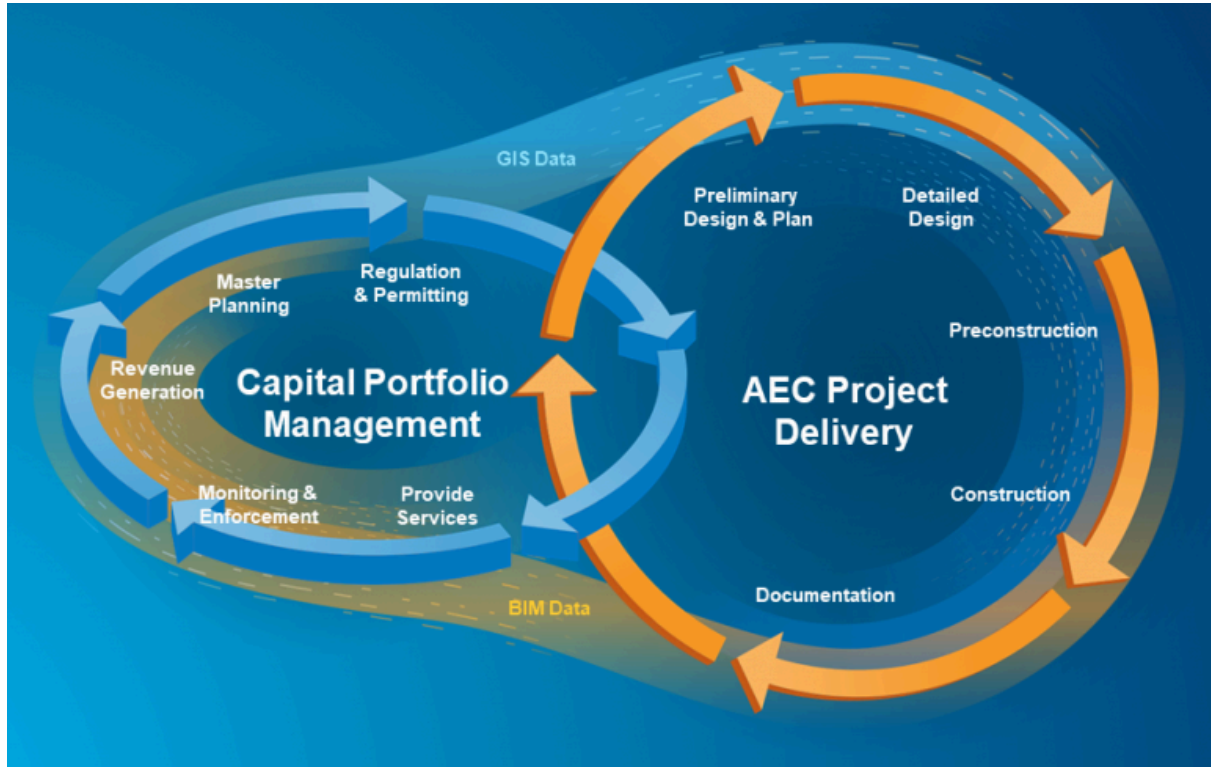 GIS Data
Preliminary
Design & Plan
Detailed
Design
Master
Planning
Regulation
& Permitting
Preconstruction
Revenue
Generation
Capital Portfolio
Management
AEC Project
Delivery
Monitoring &
Enforcement
Provide
Services
Construction
Documentation
BIM Data